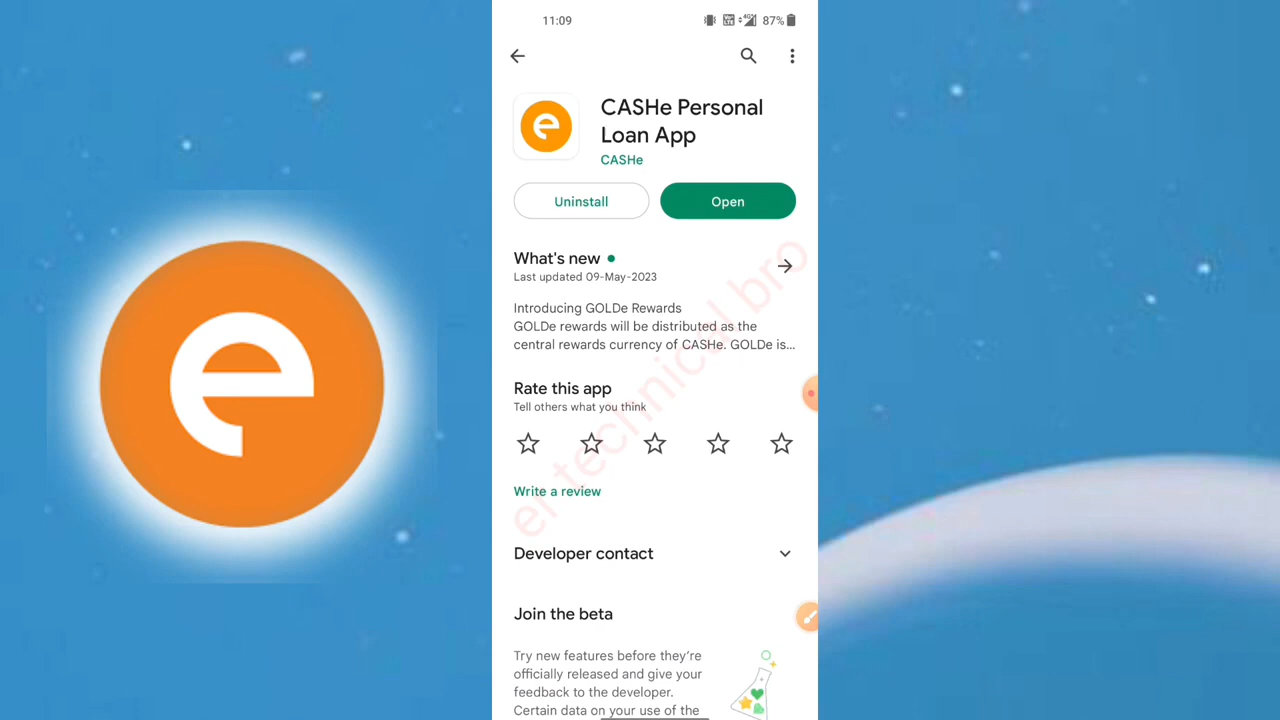 11:09
87%
CASHe Personal
Loan App
CASHe
Uninstall
Open
What's new
Last updated 09-May-2023
Introducing GOLDe Rewards
GOLDe rewards will be distributed as the
central rewards currency of CASHe. GOLDe is...
Rate this app
Tell others what you think
Write a review
er technical bro
Developer contact
Join the beta
Try new features before they're
officially released and give your
feedback to the developer.
Certain data on your use of the